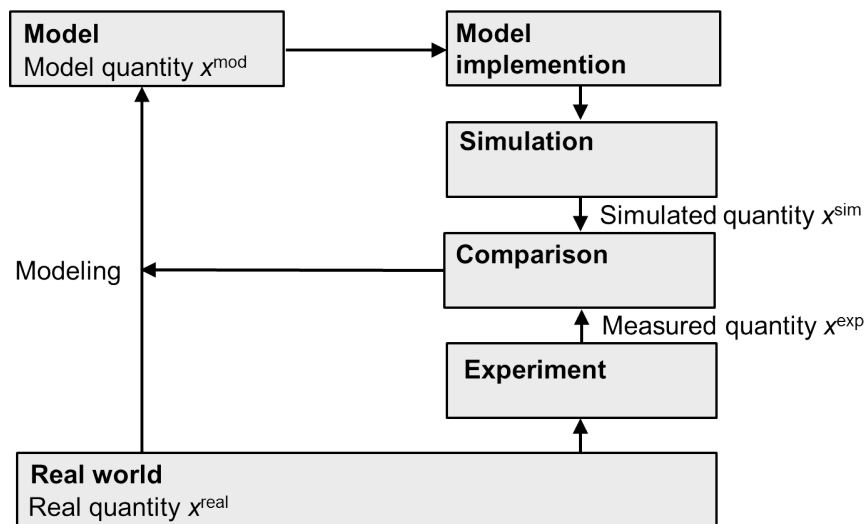 Model
Model quantity x^mod
Model
implemention
Simulation
Simulated quantity x^sim
Comparison
Modeling
Measured quantity x^exp
Experiment
Real world
Real quantity x^real